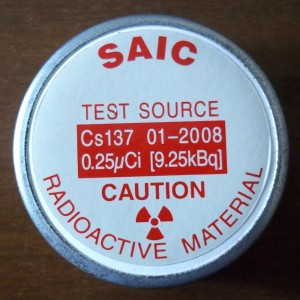 SAIC
TEST SOURCE
Cs137 01-2008
0.25µCi [9.25kBq]
CAUTION
RADIOACTIVE MATERIAL